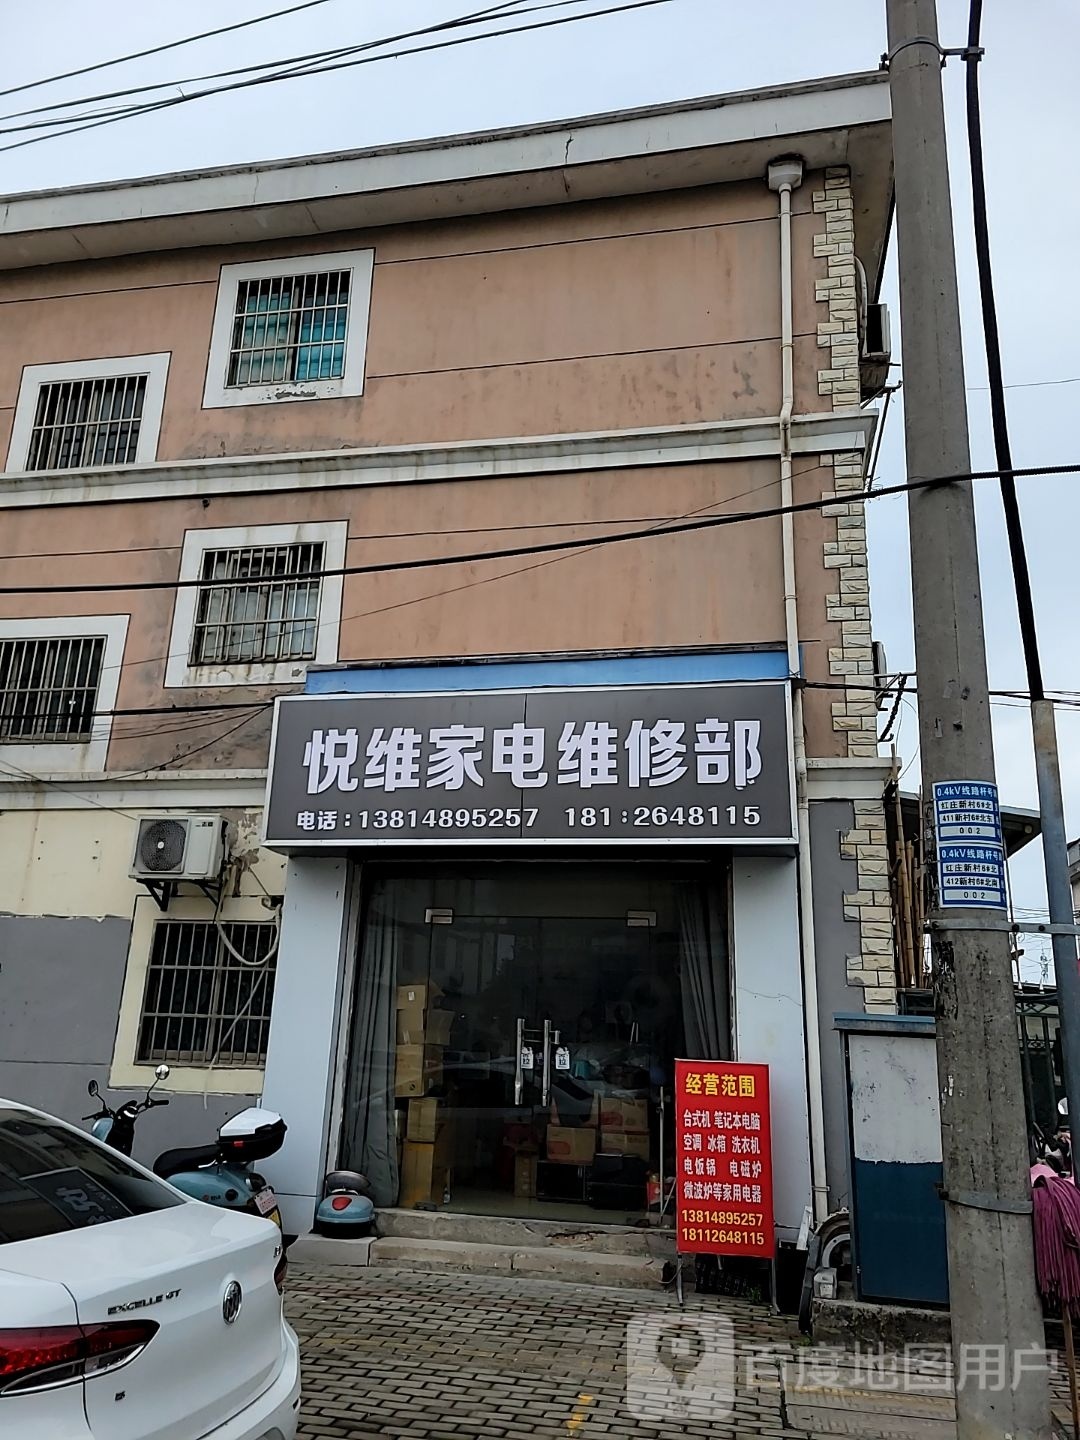 悦维家电维修部
电话:13814895257 181:2648115
0.4kV线路杆号
红庄新村6#北
411新村6#北东
002
0.4kV线路杆号
红庄新村6#北
412新村6#北南
002
经营范围
台式机 笔记本电脑
空调 冰箱 洗衣机
电饭锅 电磁炉
微波炉等家用电器
13814895257
18112648115
推拉
推拉
EXCELLE GT
百度地图用户